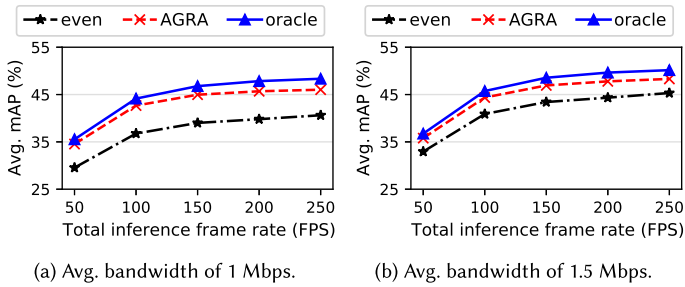 even AGRA oracle
55
45
35
25
Avg. mAP (%)
50 100 150 200 250
Total inference frame rate (FPS)
(a) Avg. bandwidth of 1 Mbps.
even AGRA oracle
55
45
35
25
Avg. mAP (%)
50 100 150 200 250
Total inference frame rate (FPS)
(b) Avg. bandwidth of 1.5 Mbps.